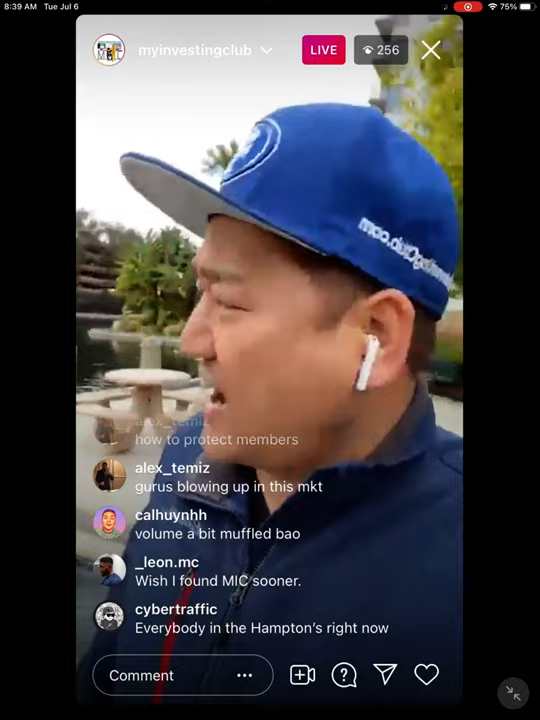 8:39 AM Tue Jul 6
75%
myinvestingclub
LIVE
256
alex_temiz
how to protect members
alex_temiz
gurus blowing up in this mkt
calhuynhh
volume a bit muffled bao
_leon.mc
Wish I found MIC sooner.
cybertraffic
Everybody in the Hampton's right now
Comment